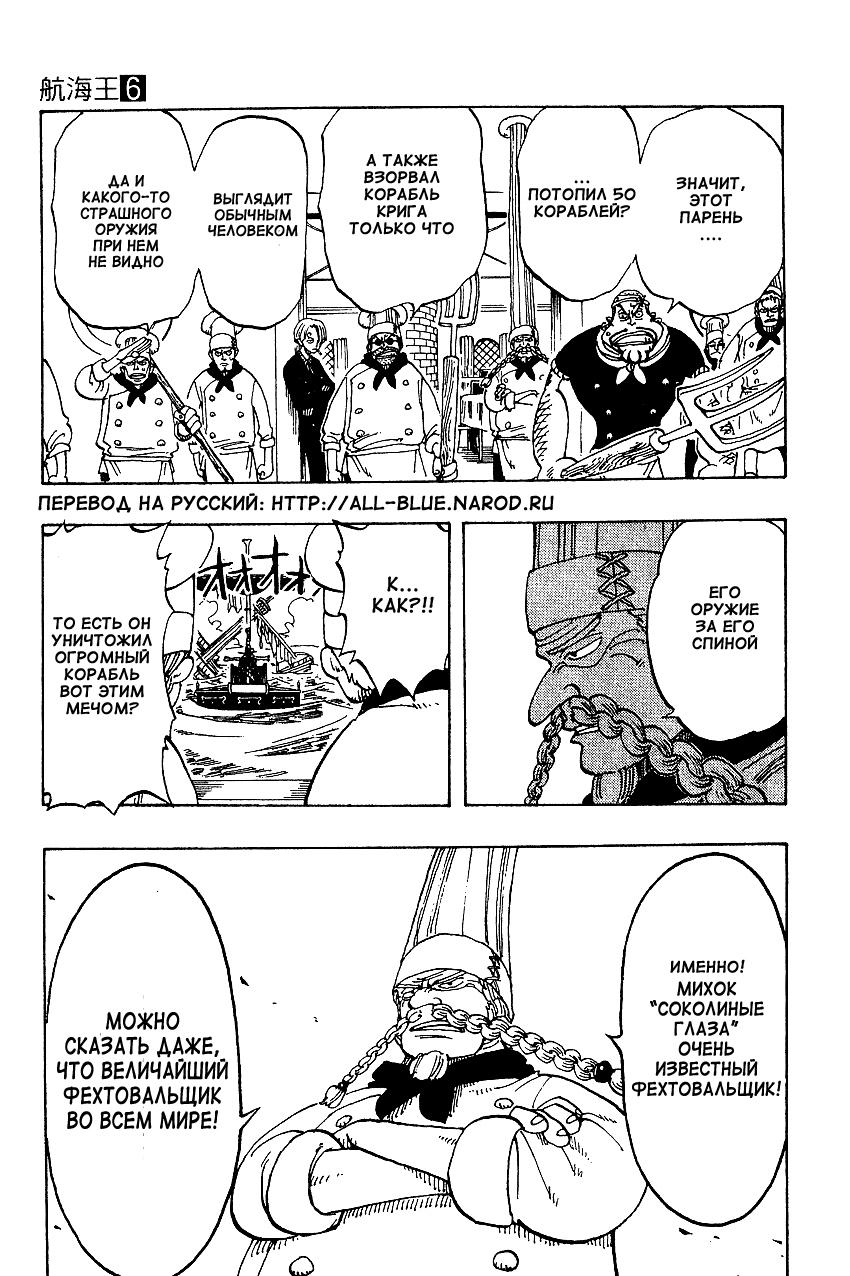 航海王6
ЗНАЧИТ,
ЭТОТ
ПАРЕНЬ
....
...
ПОТОПИЛ 50
КОРАБЛЕЙ?
А ТАКЖЕ
ВЗОРВАЛ
КОРАБЛЬ
КРИГА
ТОЛЬКО ЧТО
ВЫГЛЯДИТ
ОБЫЧНЫМ
ЧЕЛОВЕКОМ
ДА И
КАКОГО-ТО
СТРАШНОГО
ОРУЖИЯ
ПРИ НЕМ
НЕ ВИДНО
ПЕРЕВОД НА РУССКИЙ: HTTP://ALL-BLUE.NAROD.RU
ЕГО
ОРУЖИЕ
ЗА ЕГО
СПИНОЙ
К...
КАК?!!
オオオオ
ТО ЕСТЬ ОН
УНИЧТОЖИЛ
ОГРОМНЫЙ
КОРАБЛЬ
ВОТ ЭТИМ
МЕЧОМ?
ИМЕННО!
МИХОК
"СОКОЛИНЫЕ
ГЛАЗА"
ОЧЕНЬ
ИЗВЕСТНЫЙ
ФЕХТОВАЛЬЩИК!
МОЖНО
СКАЗАТЬ ДАЖЕ,
ЧТО ВЕЛИЧАЙШИЙ
ФЕХТОВАЛЬЩИК
ВО ВСЕМ МИРЕ!